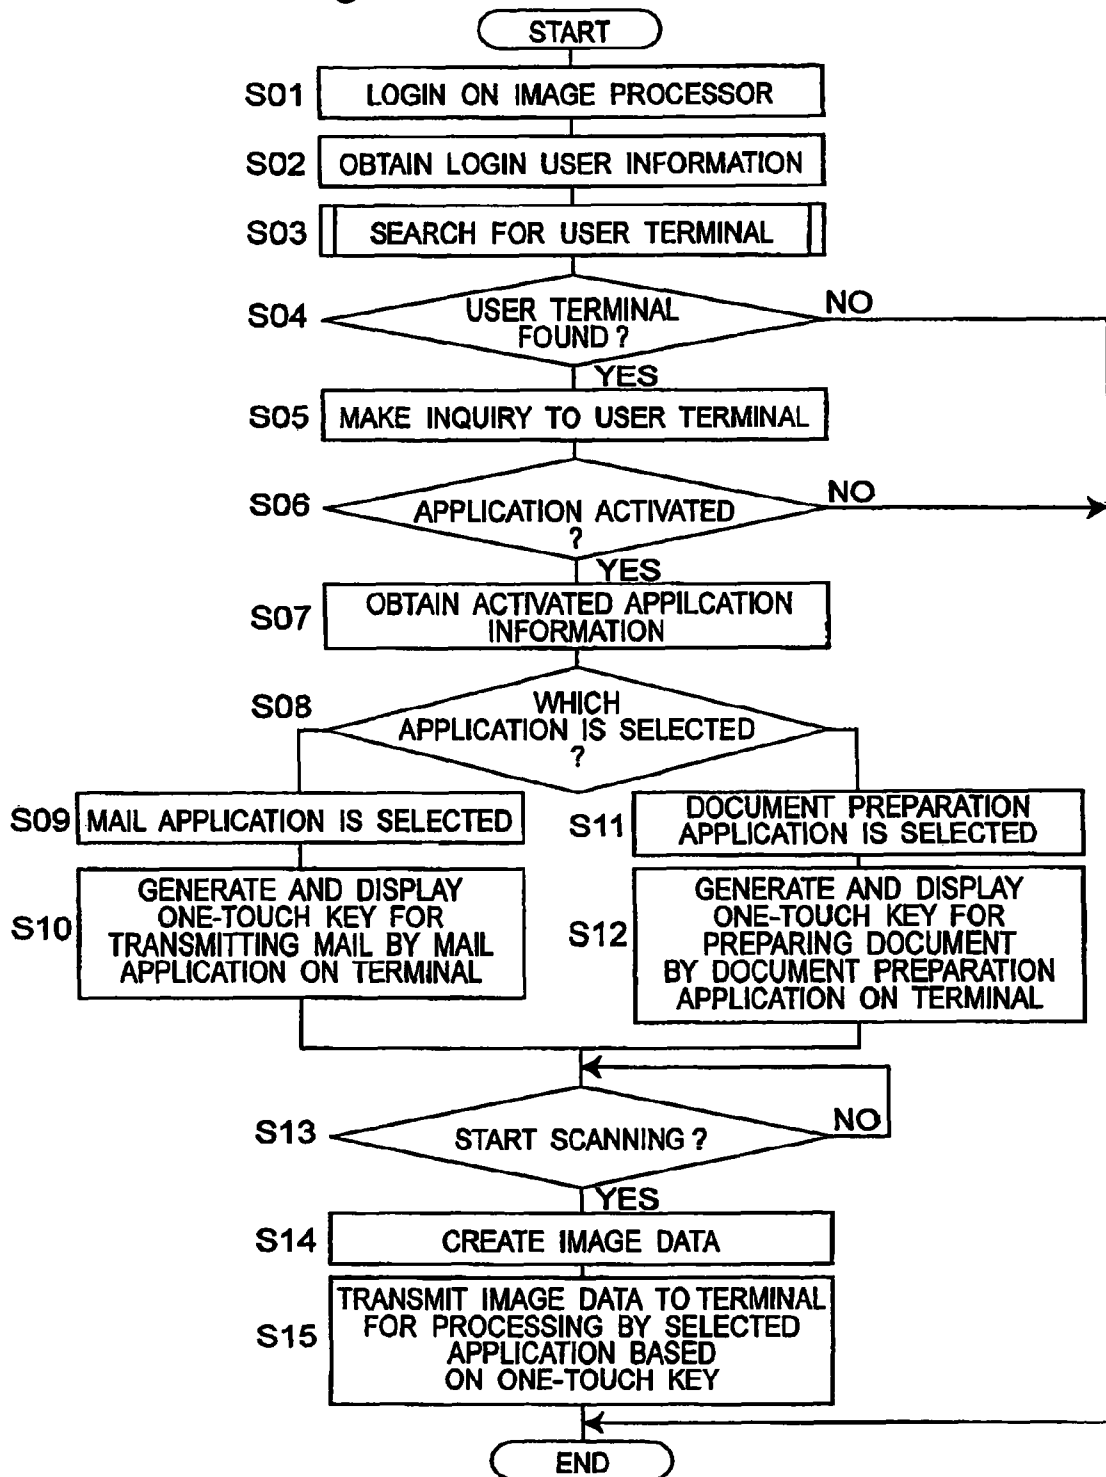 START
S01 LOGIN ON IMAGE PROCESSOR
S02 OBTAIN LOGIN USER INFORMATION
S03 SEARCH FOR USER TERMINAL
S04 USER TERMINAL
FOUND ?
NO
YES
S05 MAKE INQUIRY TO USER TERMINAL
S06 APPLICATION ACTIVATED
?
NO
YES
S07 OBTAIN ACTIVATED APPILCATION
INFORMATION
S08 WHICH
APPLICATION IS SELECTED
?
S09 MAIL APPLICATION IS SELECTED
S10 GENERATE AND DISPLAY
ONE-TOUCH KEY FOR
TRANSMITTING MAIL BY MAIL
APPLICATION ON TERMINAL
S11 DOCUMENT PREPARATION
APPLICATION IS SELECTED
S12 GENERATE AND DISPLAY
ONE-TOUCH KEY FOR
PREPARING DOCUMENT
BY DOCUMENT PREPARATION
APPLICATION ON TERMINAL
S13 START SCANNING ?
NO
YES
S14 CREATE IMAGE DATA
S15 TRANSMIT IMAGE DATA TO TERMINAL
FOR PROCESSING BY SELECTED
APPLICATION BASED
ON ONE-TOUCH KEY
END